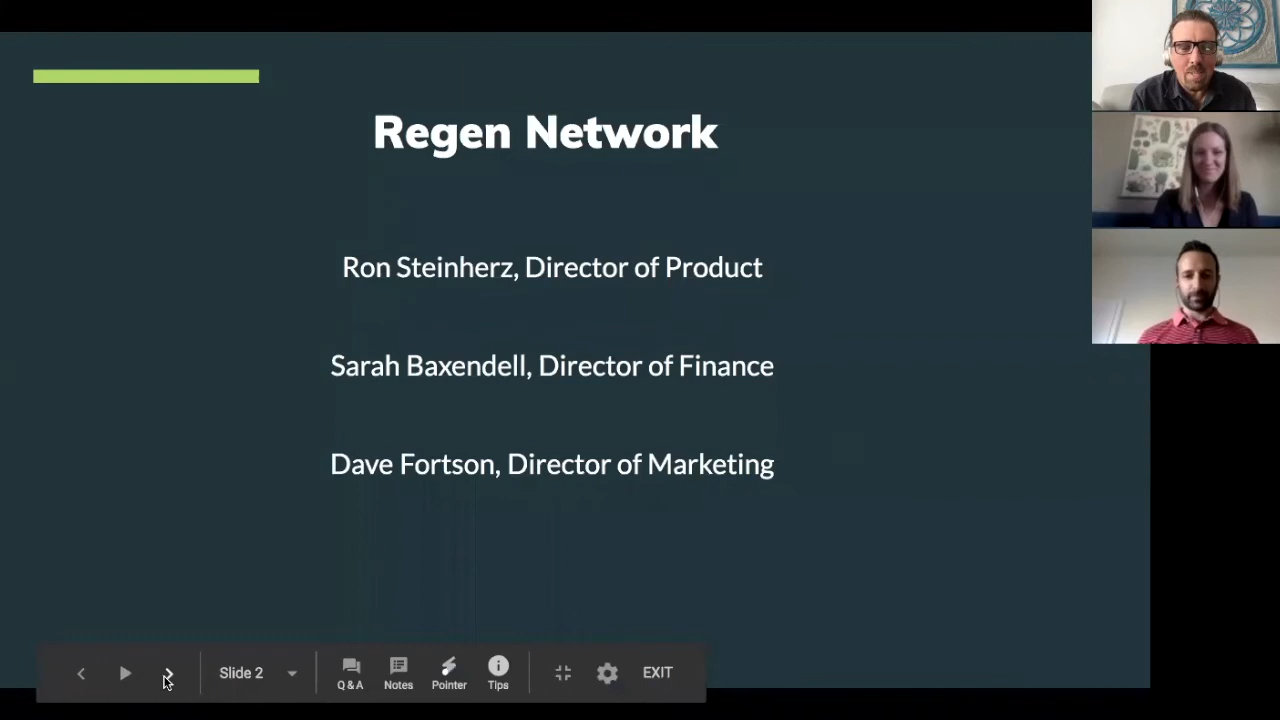 Regen Network
Ron Steinherz, Director of Product
Sarah Baxendell, Director of Finance
Dave Fortson, Director of Marketing
Slide 2
Q & A
Notes
Pointer
Tips
EXIT